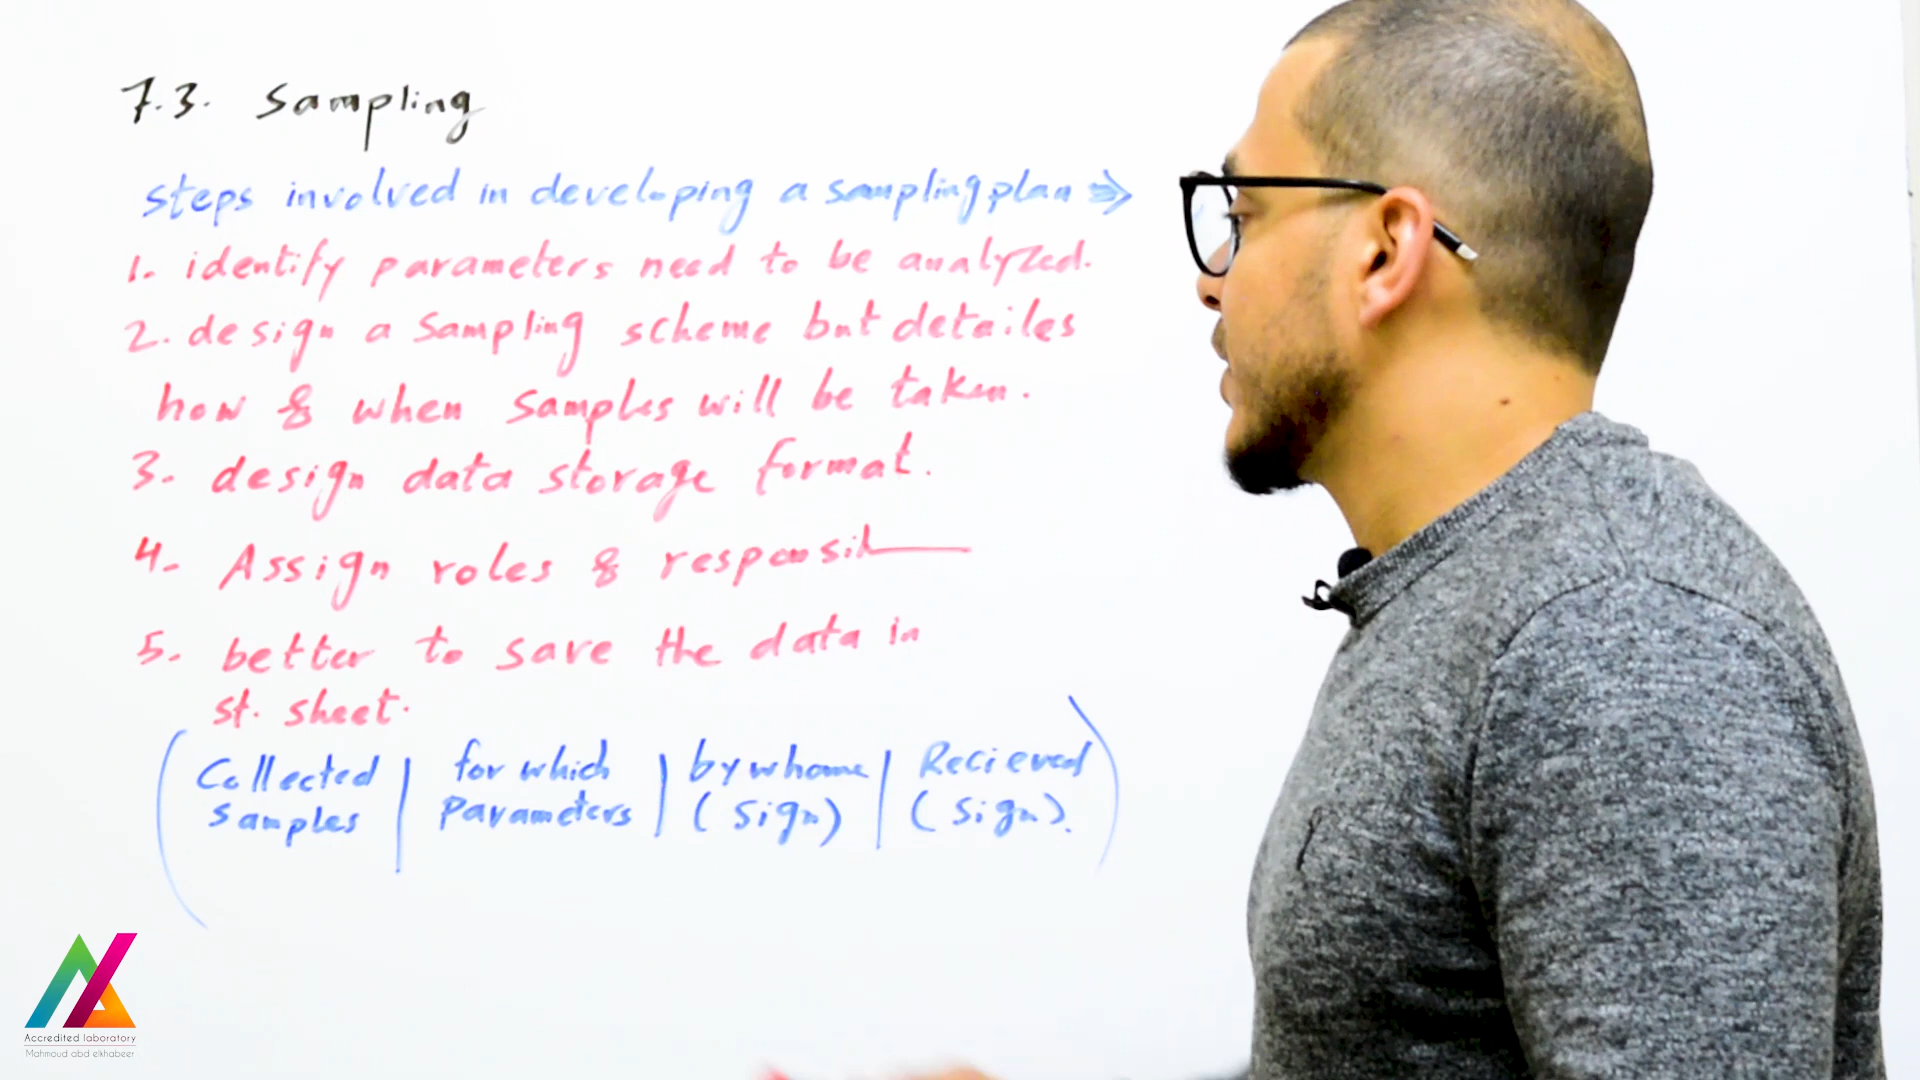 7.3. Sampling
steps involved in developing a sampling plan ⇒
1. identify parameters need to be analyzed.
2. design a sampling scheme but detailes
how & when samples will be taken.
3. design data storage format.
4. Assign roles & responsib
5. better to save the data in
st. sheet.
( Collected | for which | by whome | Recieved )
samples | parameters | (sign) | (sign).
Accredited laboratory
Mahmoud abd elkhabeer